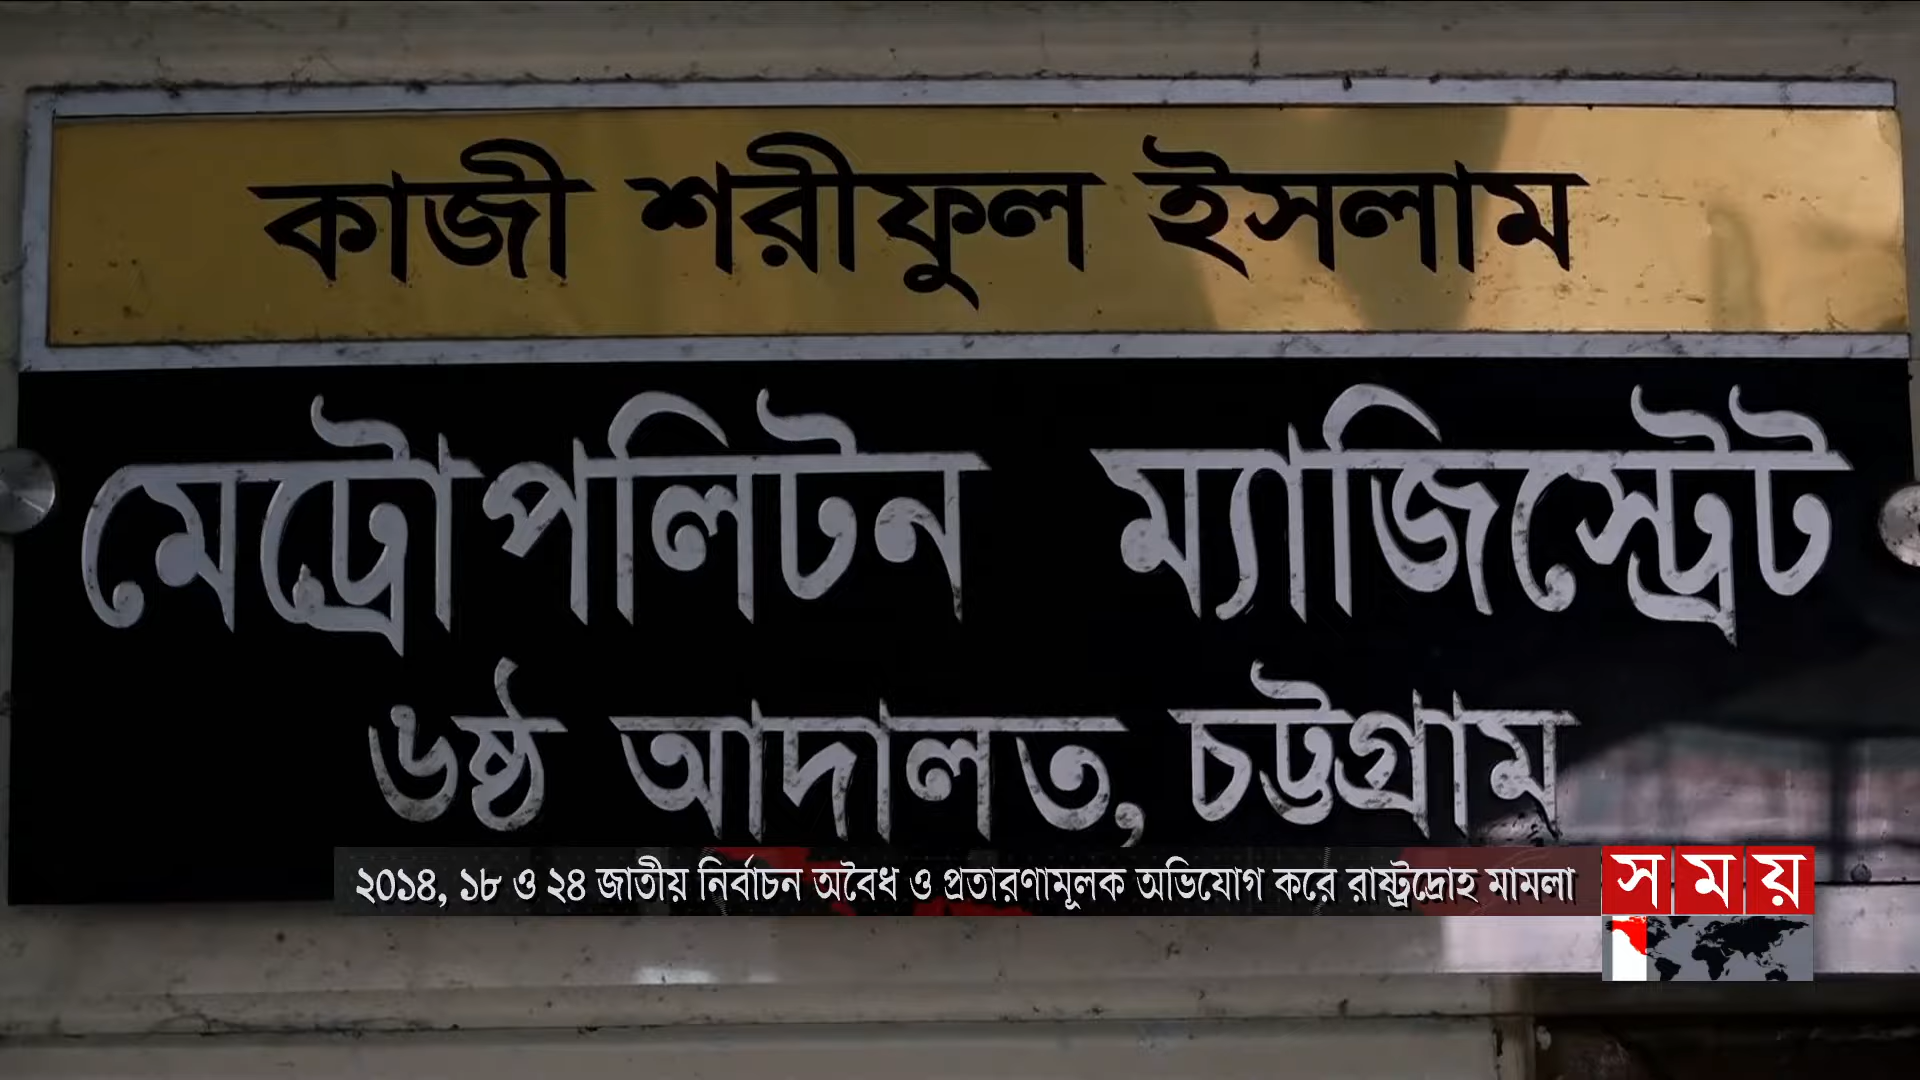 কাজী শরীফুল ইসলাম
মেট্রোপলিটন ম্যাজিস্ট্রেট
৬ষ্ঠ আদালত, চট্টগ্রাম
২০১৪, ১৮ ও ২৪ জাতীয় নির্বাচন অবৈধ ও প্রতারণামূলক অভিযোগ করে রাষ্ট্রদ্রোহ মামলা
সময়